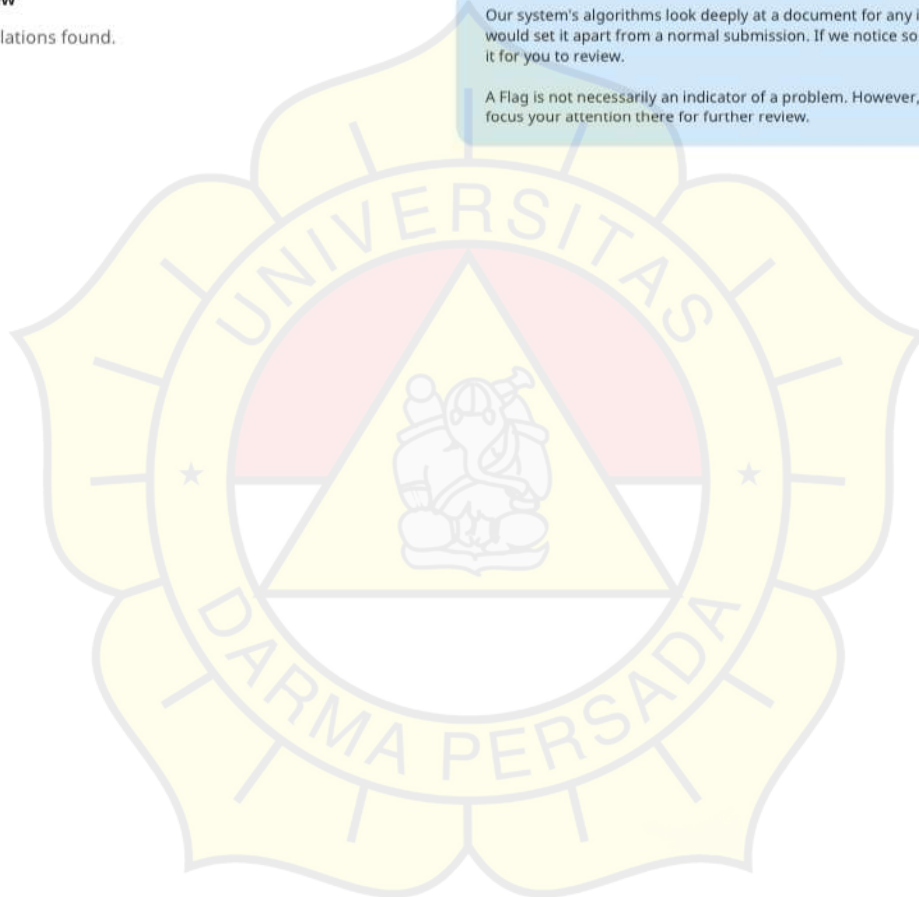 lations found.
Our system's algorithms look deeply at a document for any i
would set it apart from a normal submission. If we notice so
it for you to review.
A Flag is not necessarily an indicator of a problem. However,
focus your attention there for further review.
UNIVERSITAS
DARMA PERSADA